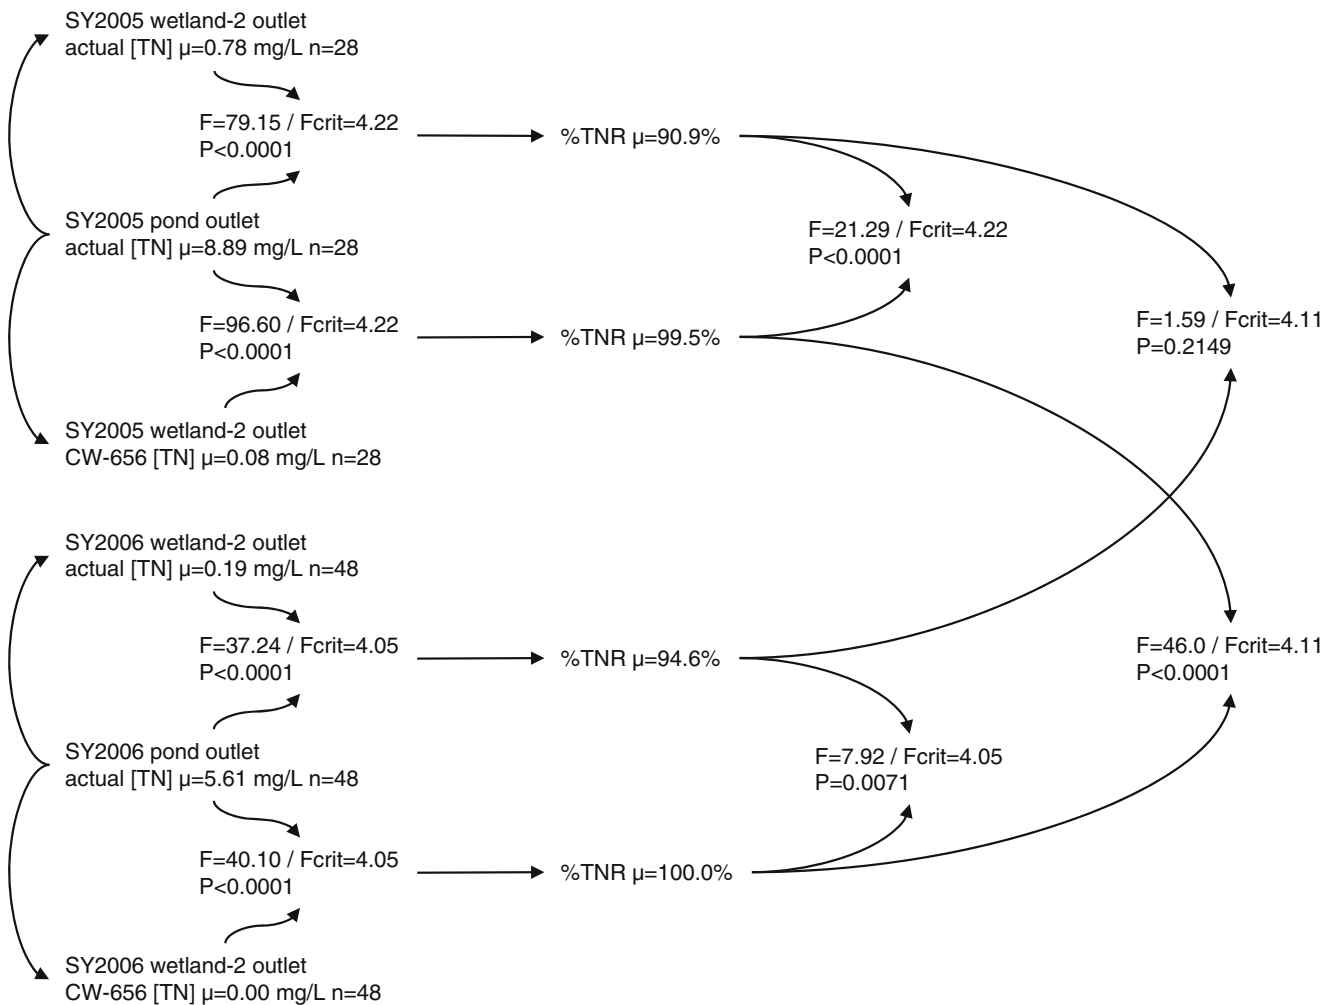 SY2005 wetland-2 outlet
actual [TN] µ=0.78 mg/L n=28
F=79.15 / Fcrit=4.22
P<0.0001
%TNR µ=90.9%
SY2005 pond outlet
actual [TN] µ=8.89 mg/L n=28
F=21.29 / Fcrit=4.22
P<0.0001
F=96.60 / Fcrit=4.22
P<0.0001
%TNR µ=99.5%
F=1.59 / Fcrit=4.11
P=0.2149
SY2005 wetland-2 outlet
CW-656 [TN] µ=0.08 mg/L n=28
SY2006 wetland-2 outlet
actual [TN] µ=0.19 mg/L n=48
F=37.24 / Fcrit=4.05
P<0.0001
%TNR µ=94.6%
F=46.0 / Fcrit=4.11
P<0.0001
SY2006 pond outlet
actual [TN] µ=5.61 mg/L n=48
F=7.92 / Fcrit=4.05
P=0.0071
F=40.10 / Fcrit=4.05
P<0.0001
%TNR µ=100.0%
SY2006 wetland-2 outlet
CW-656 [TN] µ=0.00 mg/L n=48